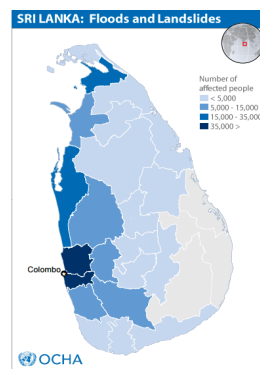 SRI LANKA: Floods and Landslides
Number of
affected people
< 5,000
5,000 - 15,000
15,000 - 35,000
35,000 >
Colombo
OCHA